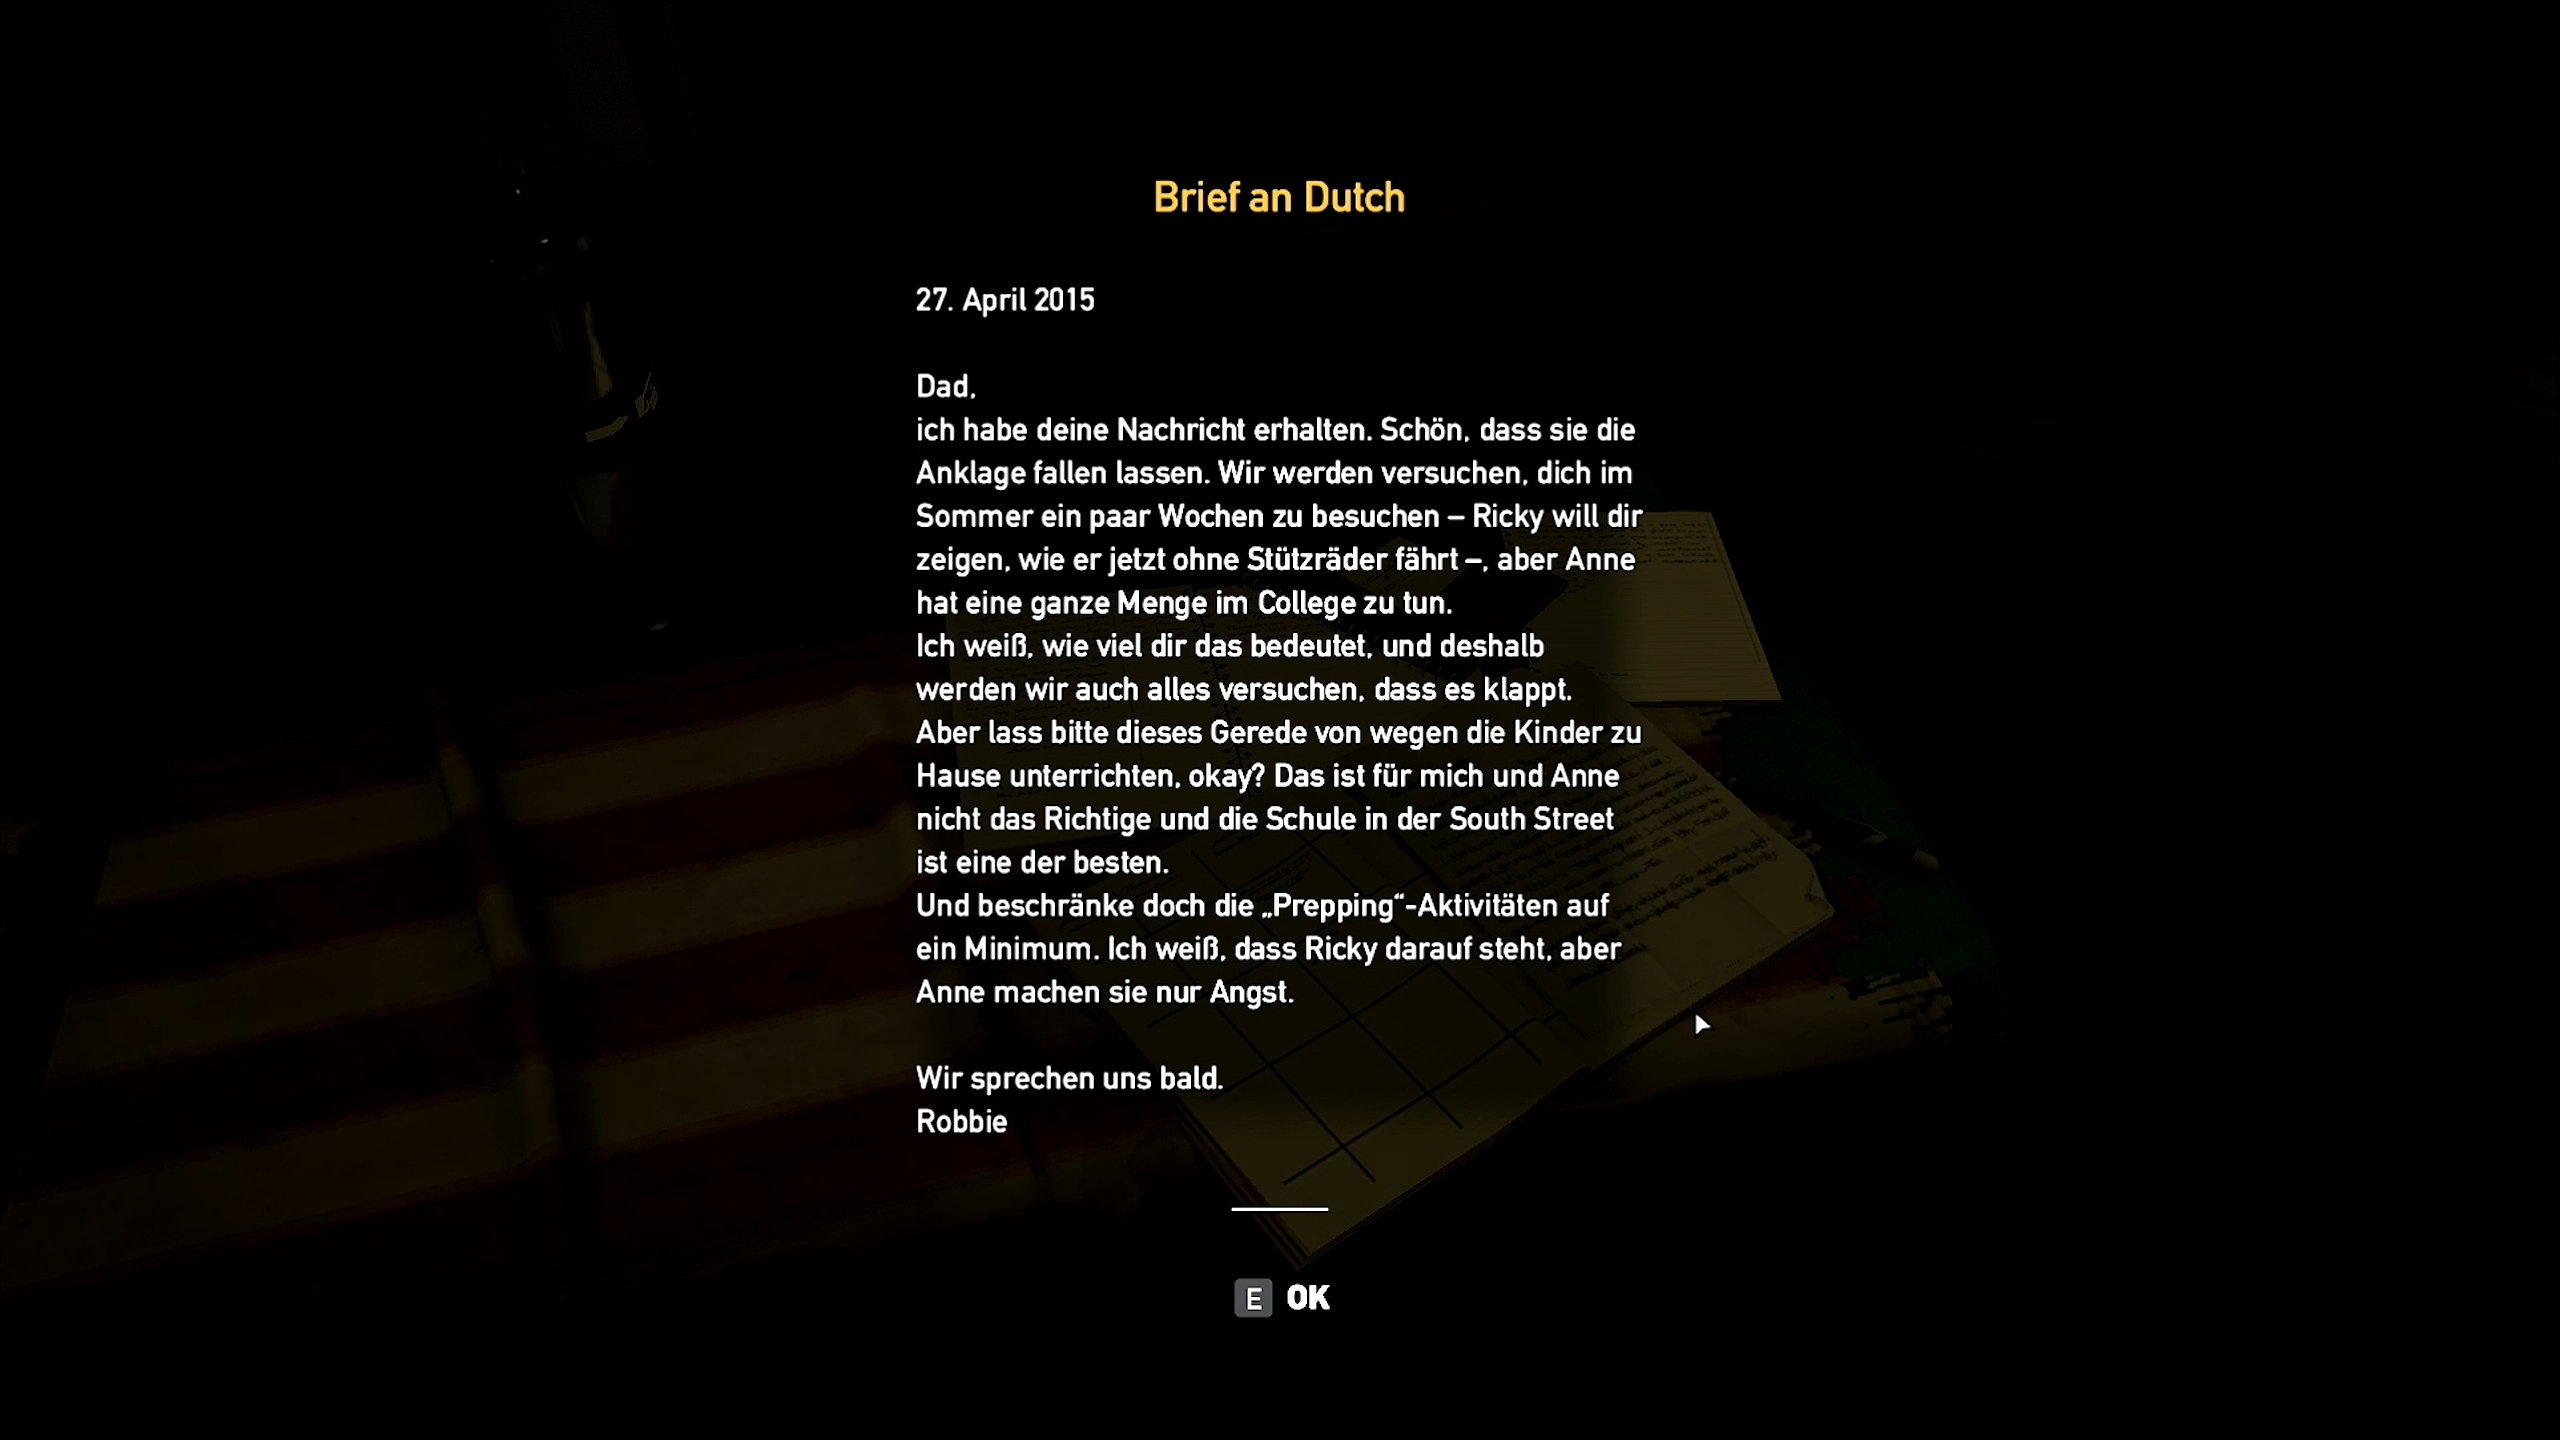 Brief an Dutch
27. April 2015
Dad,
ich habe deine Nachricht erhalten. Schön, dass sie die
Anklage fallen lassen. Wir werden versuchen, dich im
Sommer ein paar Wochen zu besuchen – Ricky will dir
zeigen, wie er jetzt ohne Stützräder fährt –, aber Anne
hat eine ganze Menge im College zu tun.
Ich weiß, wie viel dir das bedeutet, und deshalb
werden wir auch alles versuchen, dass es klappt.
Aber lass bitte dieses Gerede von wegen die Kinder zu
Hause unterrichten, okay? Das ist für mich und Anne
nicht das Richtige und die Schule in der South Street
ist eine der besten.
Und beschränke doch die „Prepping“-Aktivitäten auf
ein Minimum. Ich weiß, dass Ricky darauf steht, aber
Anne machen sie nur Angst.
Wir sprechen uns bald.
Robbie
E OK